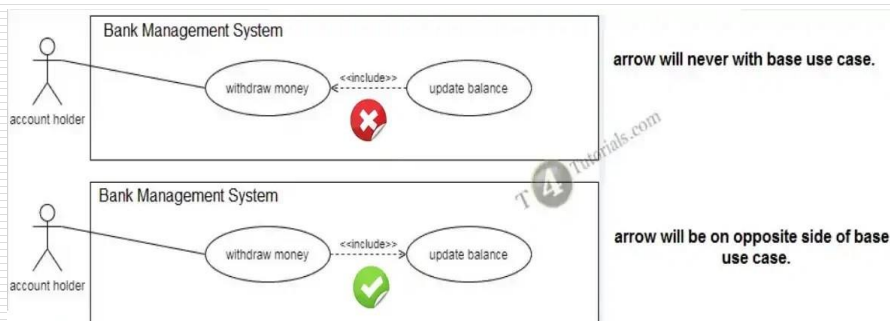 Bank Management System
withdraw money
<<include>>
update balance
account holder
arrow will never with base use case.
T 4 Tutorials.com
Bank Management System
withdraw money
<<include>>
update balance
account holder
arrow will be on opposite side of base
use case.